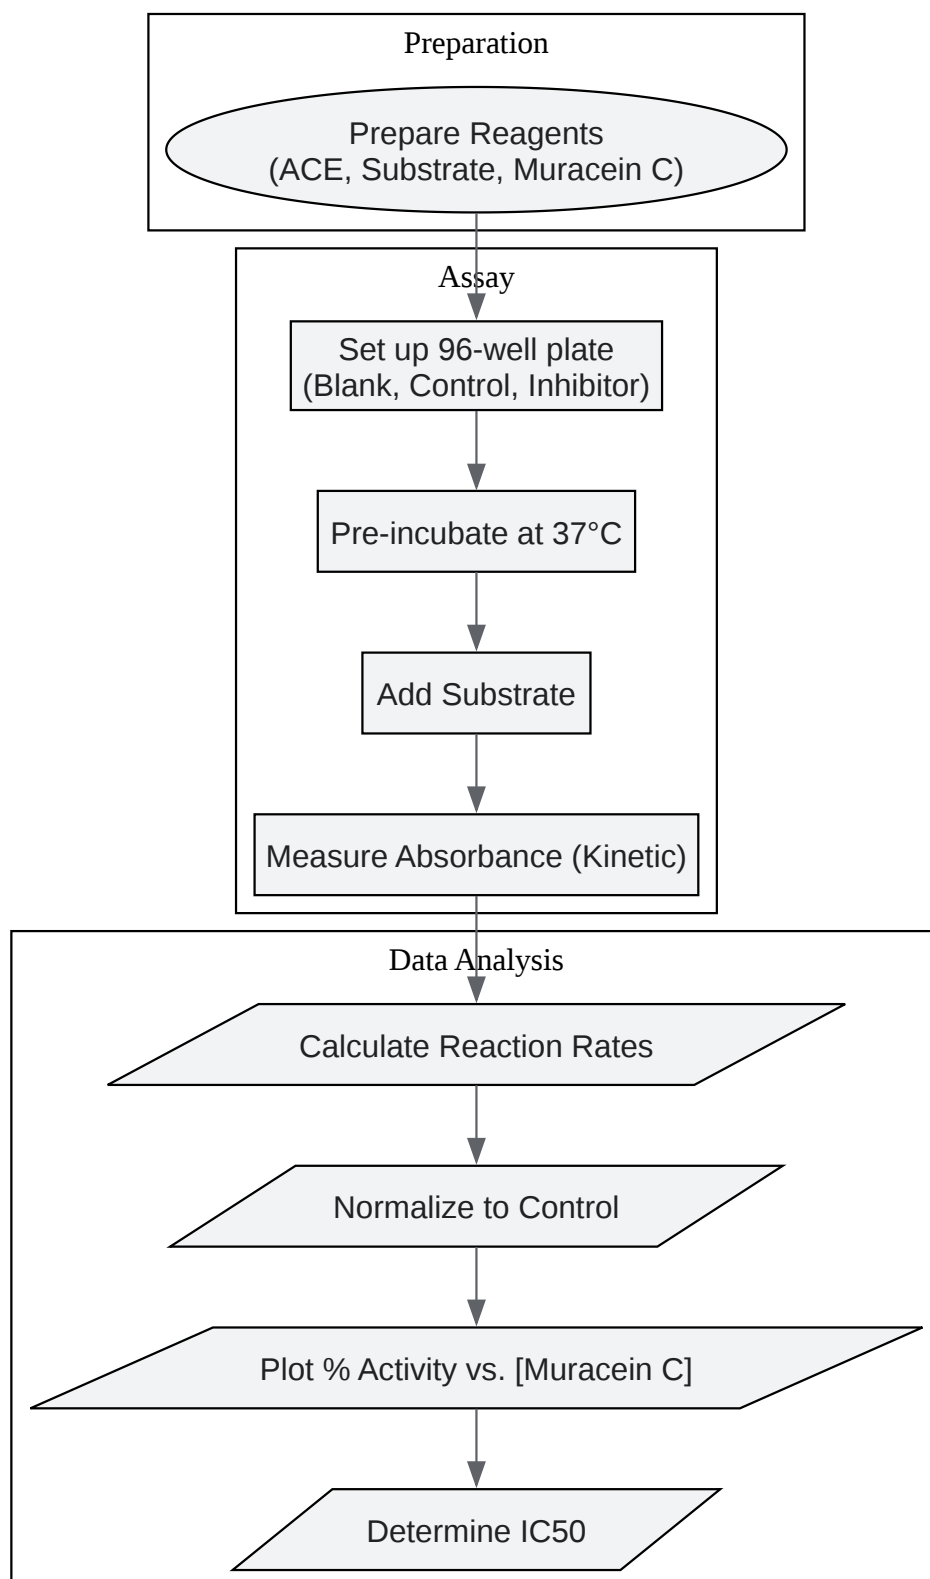 Preparation
Prepare Reagents
(ACE, Substrate, Muracein C)
Assay
Set up 96-well plate
(Blank, Control, Inhibitor)
Pre-incubate at 37°C
Add Substrate
Measure Absorbance (Kinetic)
Data Analysis
Calculate Reaction Rates
Normalize to Control
Plot % Activity vs. [Muracein C]
Determine IC50